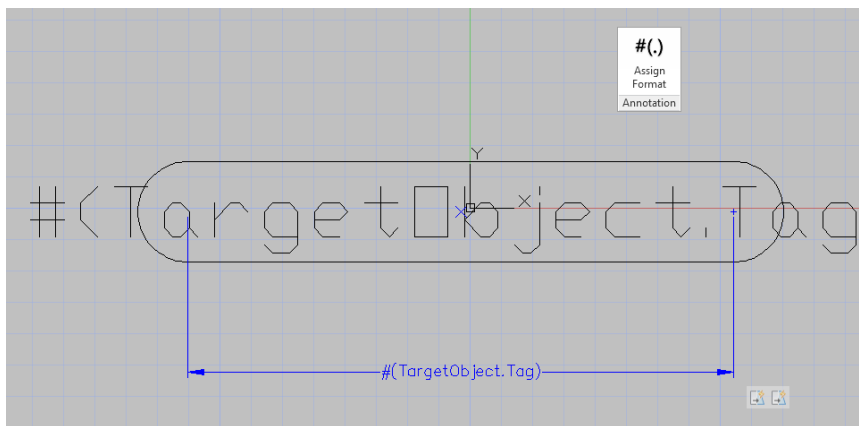 #(.)
Assign
Format
Annotation
Y
X
#(TargetObject.Tag
X
#(TargetObject.Tag)